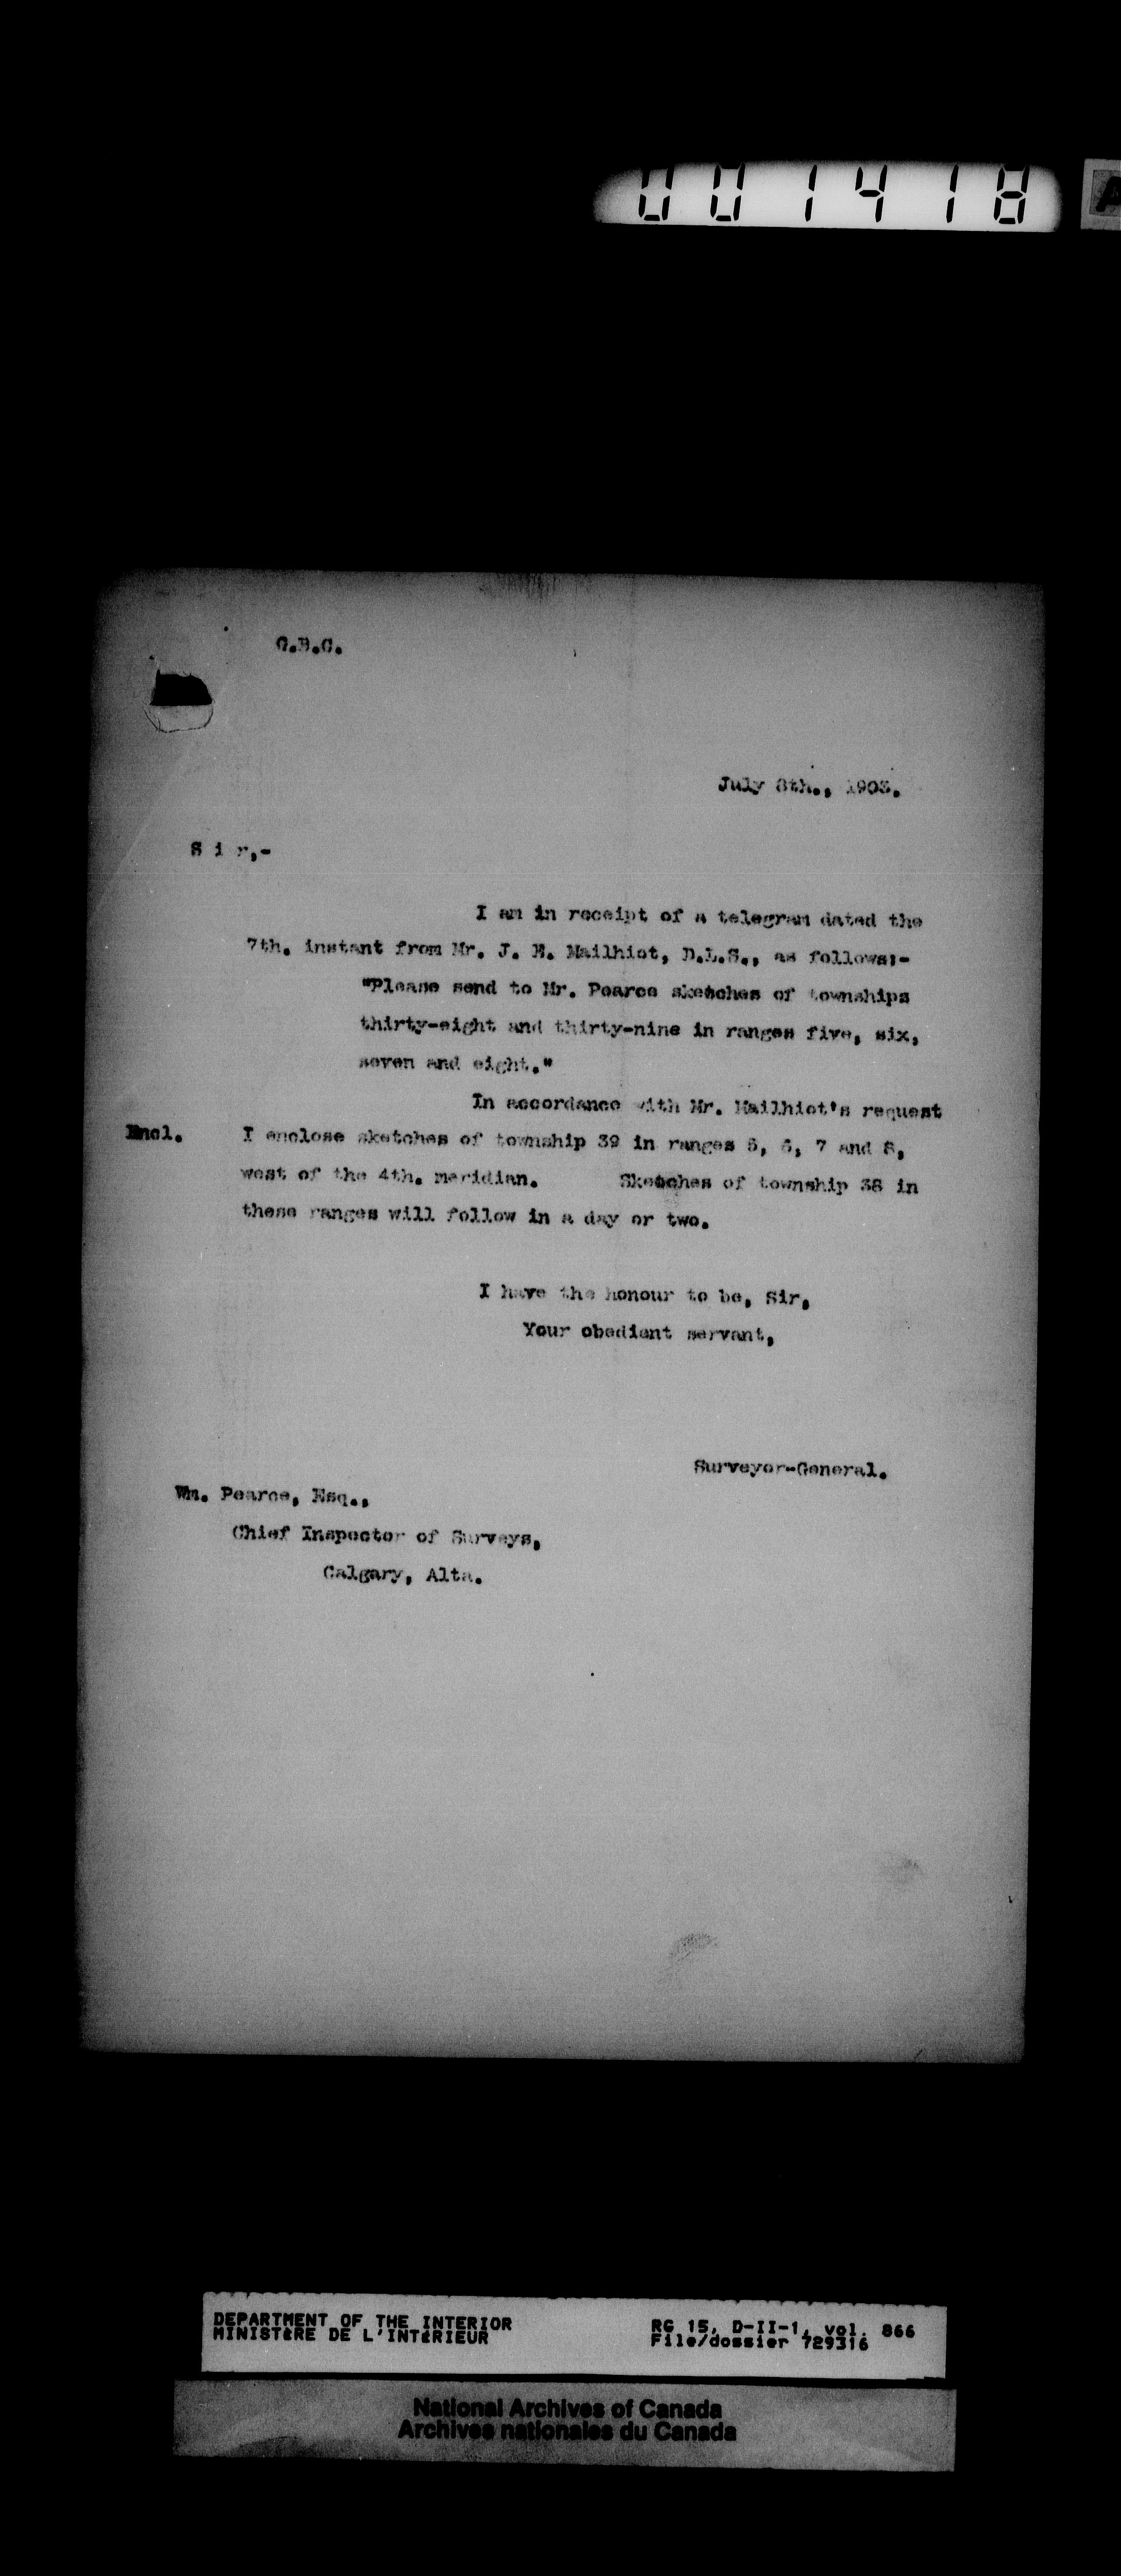 001418
A
G.B.C.
July 8th., 1903.
S i r,-
I am in receipt of a telegram dated the
7th. instant from Mr. J. E. Mailhiot, D.L.S., as follows:-
"Please send to Mr. Pearce sketches of townships
thirty-eight and thirty-nine in ranges five, six,
seven and eight."
In accordance with Mr. Mailhiot's request
Encl. I enclose sketches of township 39 in ranges 5, 6, 7 and 8,
west of the 4th. meridian. Sketches of township 38 in
these ranges will follow in a day or two.
I have the honour to be, Sir,
Your obedient servant,
Surveyor-General.
Wm. Pearce, Esq.,
Chief Inspector of Surveys,
Calgary, Alta.
DEPARTMENT OF THE INTERIOR RG 15, D-II-1, vol. 866
MINISTÈRE DE L'INTÉRIEUR File/dossier 729316
National Archives of Canada
Archives nationales du Canada